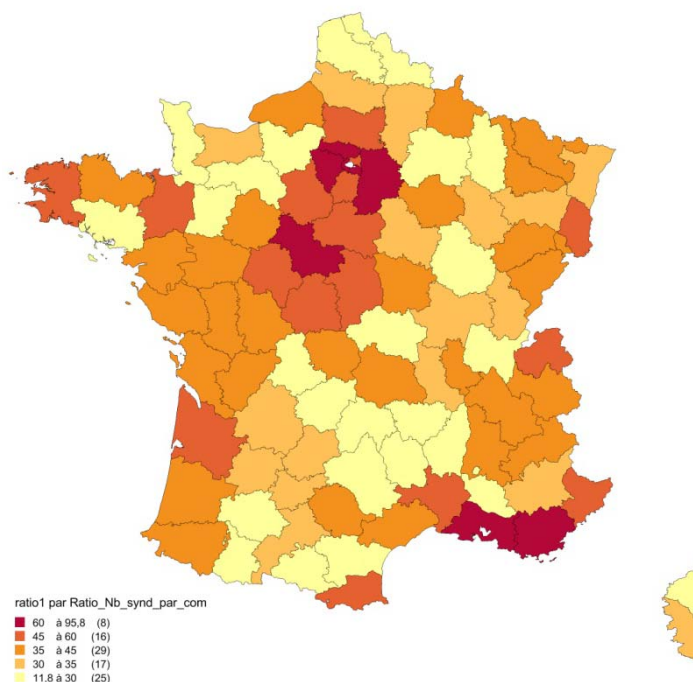 ratio1 par Ratio_Nb_synd_par_com
60 à 95,8 (8)
45 à 60 (16)
35 à 45 (29)
30 à 35 (17)
11,8 à 30 (25)